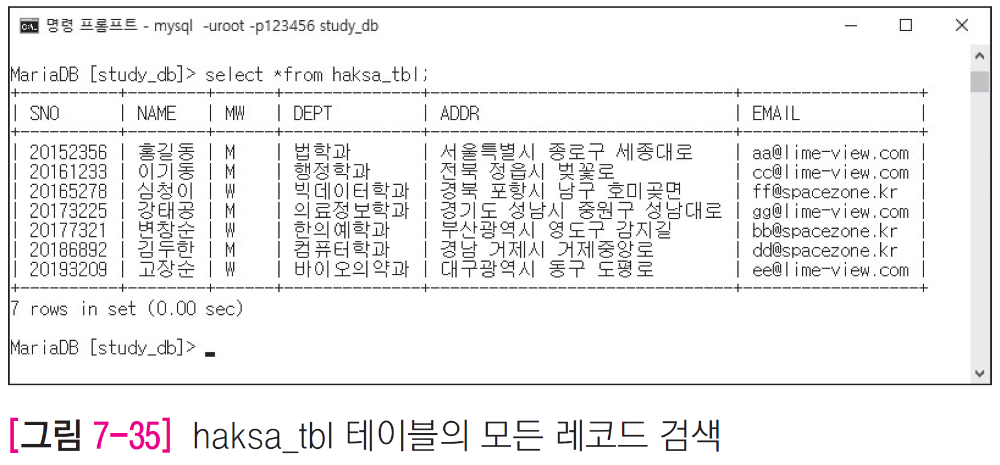 명령 프롬프트 - mysql -uroot -p123456 study_db
MariaDB [study_db]> select *from haksa_tbl;
+----------+--------+------+--------------+-------------------------------+------------------+
| SNO | NAME | MW | DEPT | ADDR | EMAIL |
+----------+--------+------+--------------+-------------------------------+------------------+
| 20152356 | 홍길동 | M | 법학과 | 서울특별시 종로구 세종대로 | aa@lime-view.com |
| 20161233 | 이기동 | M | 행정학과 | 전북 정읍시 벚꽃로 | cc@lime-view.com |
| 20165278 | 심청이 | W | 빅데이터학과 | 경북 포항시 남구 호미곶면 | ff@spacezone.kr |
| 20173225 | 강태공 | M | 의료정보학과 | 경기도 성남시 중원구 성남대로 | gg@lime-view.com |
| 20177321 | 변창순 | W | 한의예학과 | 부산광역시 영도구 감지길 | bb@spacezone.kr |
| 20186892 | 김두한 | M | 컴퓨터학과 | 경남 거제시 거제중앙로 | dd@spacezone.kr |
| 20193209 | 고장순 | W | 바이오의약과 | 대구광역시 동구 도평로 | ee@lime-view.com |
+----------+--------+------+--------------+-------------------------------+------------------+
7 rows in set (0.00 sec)
MariaDB [study_db]>
[그림 7-35] haksa_tbl 테이블의 모든 레코드 검색